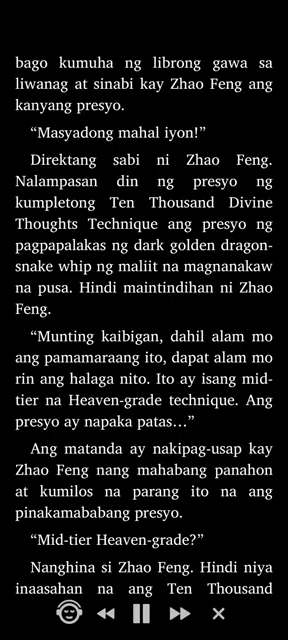 bago kumuha ng librong gawa sa
liwanag at sinabi kay Zhao Feng ang
kanyang presyo.
“Masyadong mahal iyon!”
Direktang sabi ni Zhao Feng.
Nalampasan din ng presyo ng
kumpletong Ten Thousand Divine
Thoughts Technique ang presyo ng
pagpapalakas ng dark golden dragon-
snake whip ng maliit na magnanakaw
na pusa. Hindi maintindihan ni Zhao
Feng.
“Munting kaibigan, dahil alam mo
ang pamamaraang ito, dapat alam mo
rin ang halaga nito. Ito ay isang mid-
tier na Heaven-grade technique. Ang
presyo ay napaka patas…”
Ang matanda ay nakipag-usap kay
Zhao Feng nang mahabang panahon
at kumilos na parang ito na ang
pinakamababang presyo.
“Mid-tier Heaven-grade?”
Nanghina si Zhao Feng. Hindi niya
inaasahan na ang Ten Thousand